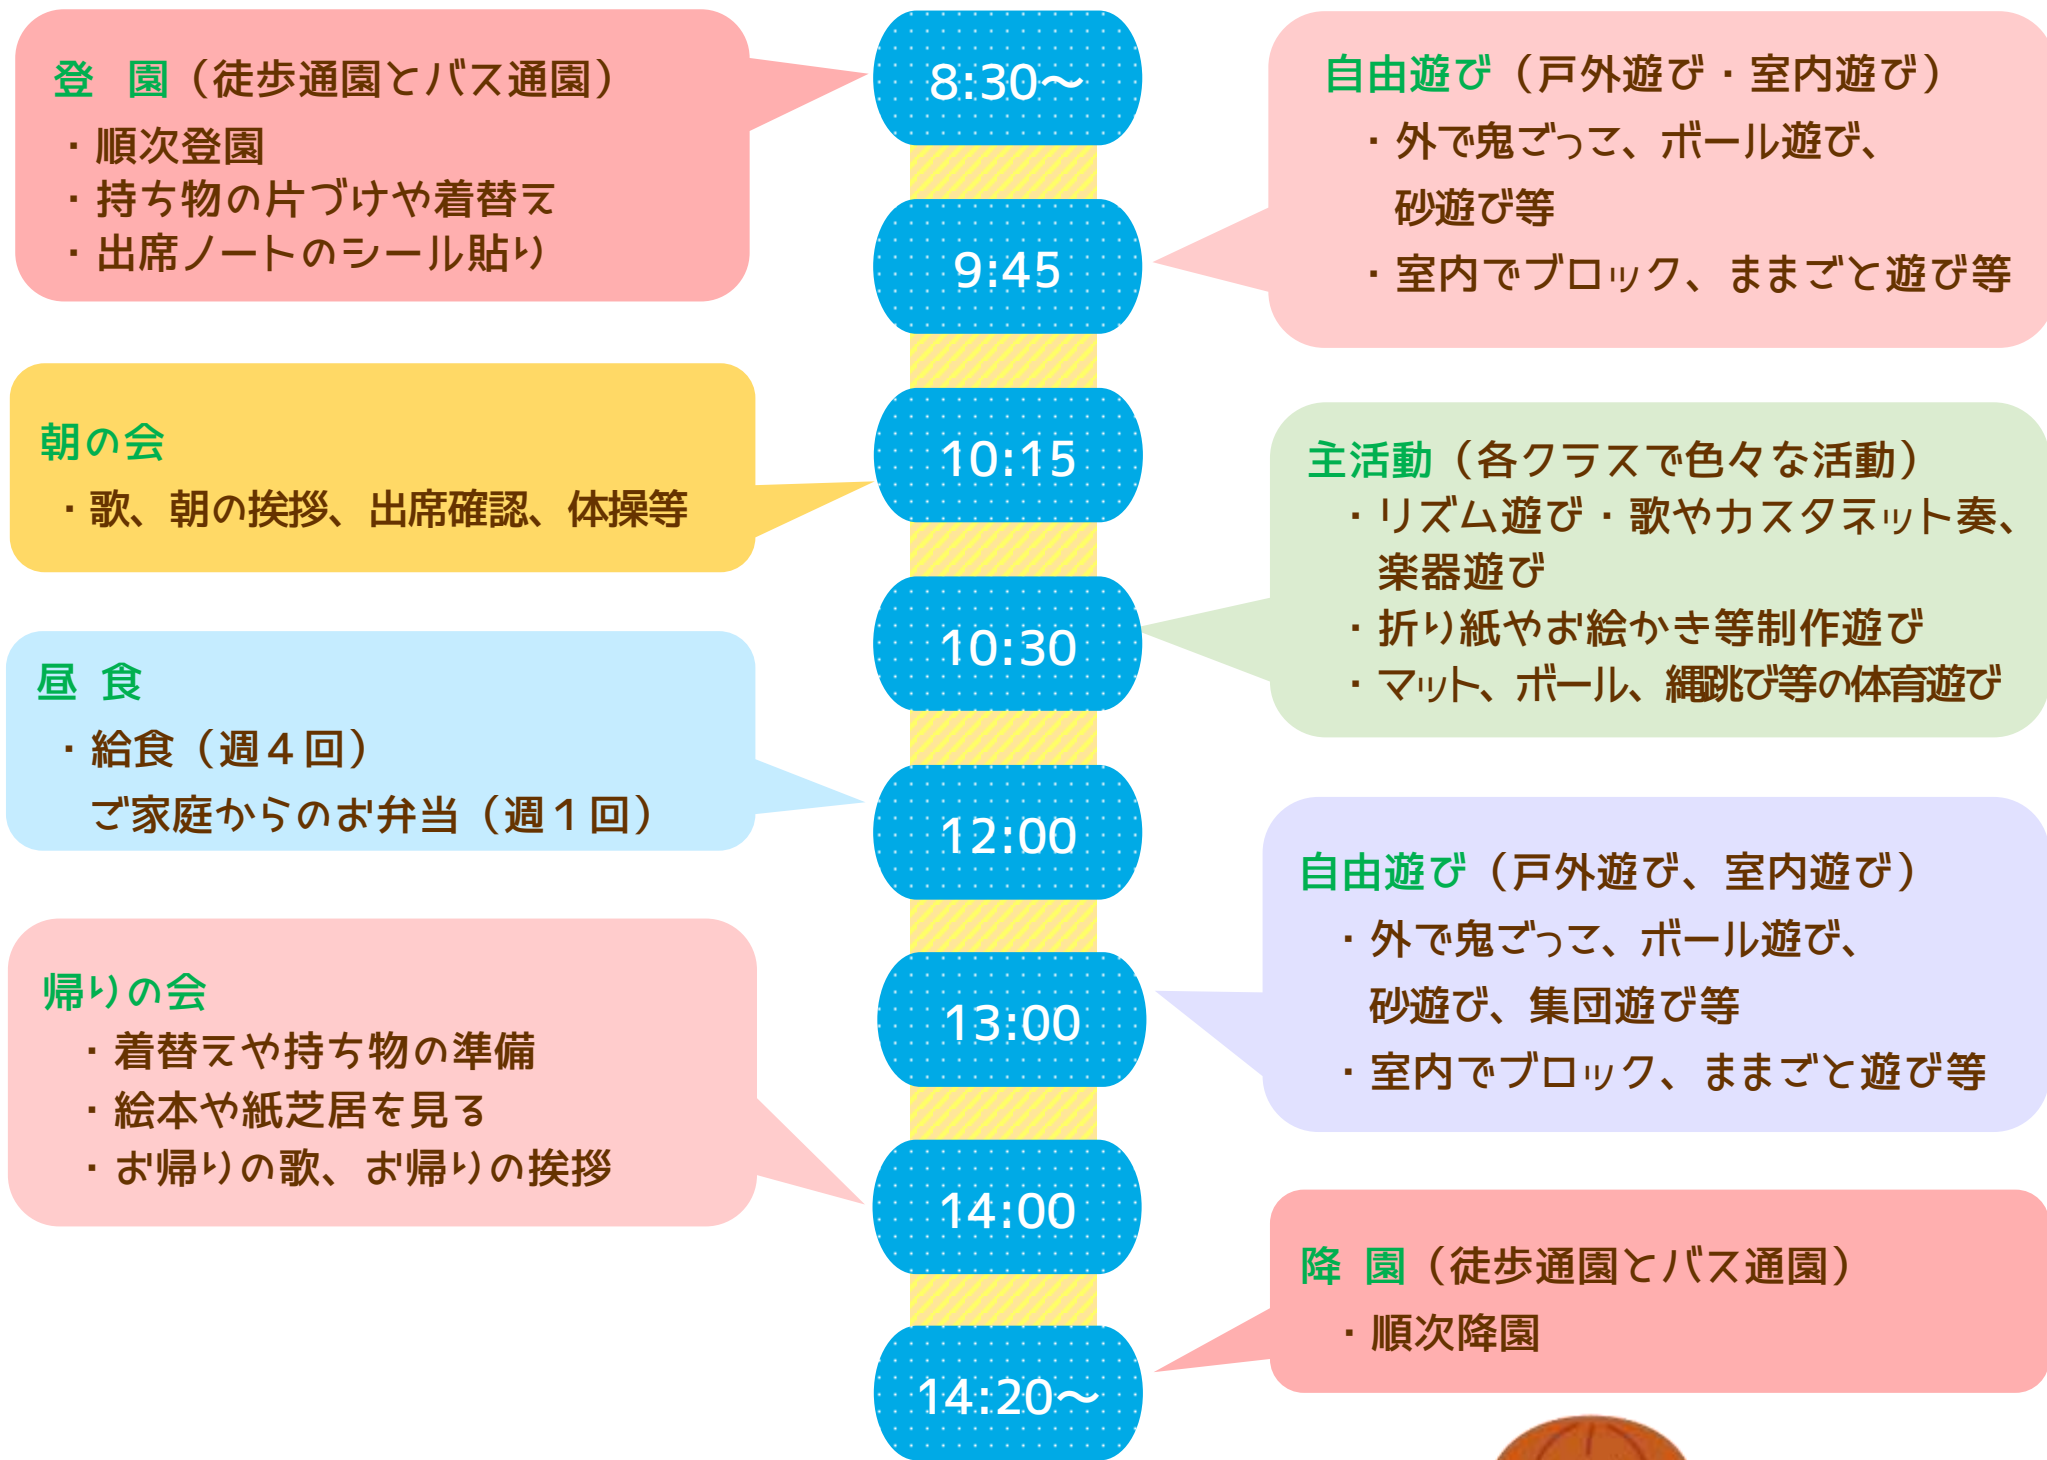 8:30〜
登 園（徒歩通園とバス通園）
・順次登園
・持ち物の片づけや着替え
・出席ノートのシール貼り
9:45
自由遊び（戸外遊び・室内遊び）
・外で鬼ごっこ、ボール遊び、
砂遊び等
・室内でブロック、ままごと遊び等
10:15
朝の会
・歌、朝の挨拶、出席確認、体操等
10:30
主活動（各クラスで色々な活動）
・リズム遊び・歌やカスタネット奏、
楽器遊び
・折り紙やお絵かき等制作遊び
・マット、ボール、縄跳び等の体育遊び
12:00
昼 食
・給食（週４回）
ご家庭からのお弁当（週１回）
13:00
自由遊び（戸外遊び、室内遊び）
・外で鬼ごっこ、ボール遊び、
砂遊び、集団遊び等
・室内でブロック、ままごと遊び等
14:00
帰りの会
・着替えや持ち物の準備
・絵本や紙芝居を見る
・お帰りの歌、お帰りの挨拶
14:20〜
降 園（徒歩通園とバス通園）
・順次降園